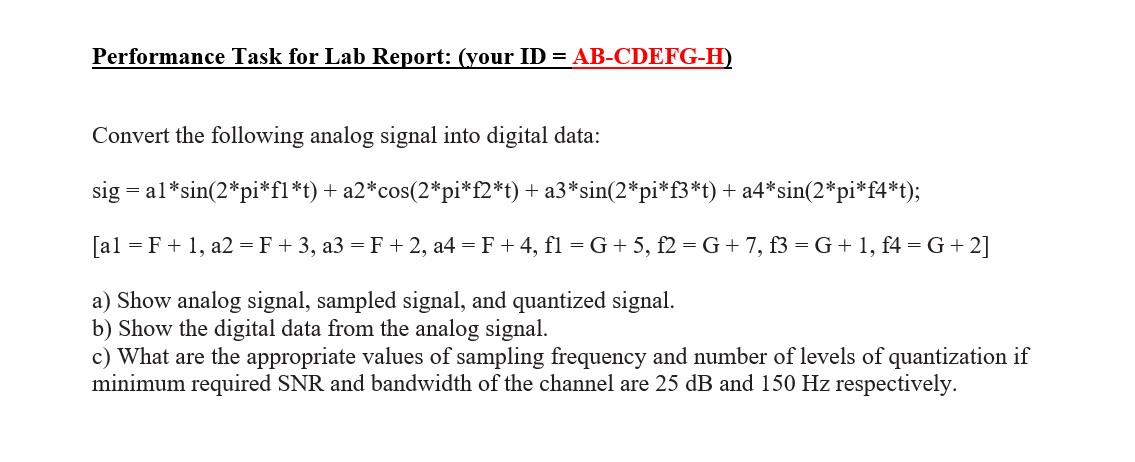 Performance Task for Lab Report: (your ID = AB-CDEFG-H)
Convert the following analog signal into digital data:
sig = a1*sin(2*pi*f1*t) + a2*cos(2*pi*f2*t) + a3*sin(2*pi*f3*t) + a4*sin(2*pi*f4*t);
[a1 = F + 1, a2 = F + 3, a3 = F + 2, a4 = F + 4, f1 = G + 5, f2 = G + 7, f3 = G + 1, f4 = G + 2]
a) Show analog signal, sampled signal, and quantized signal.
b) Show the digital data from the analog signal.
c) What are the appropriate values of sampling frequency and number of levels of quantization if
minimum required SNR and bandwidth of the channel are 25 dB and 150 Hz respectively.